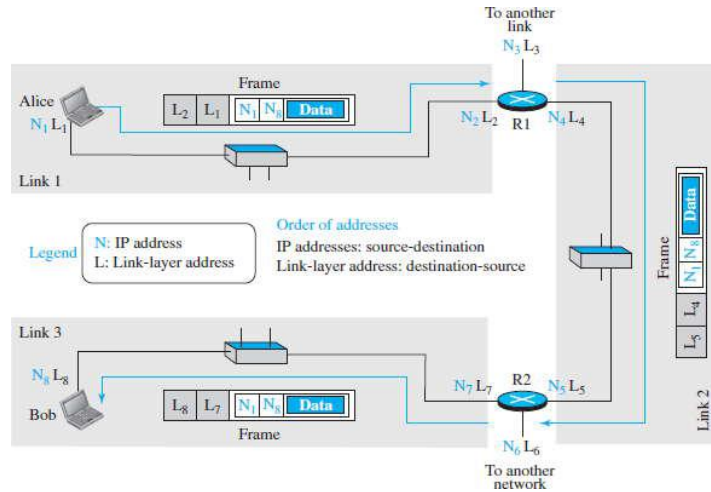 To another
link
N3 L3
Frame
Alice
N1 L1
L2 L1 N1 N8 Data
N2 L2
R1
N4 L4
Link 1
Legend
N: IP address
L: Link-layer address
Order of addresses
IP addresses: source-destination
Link-layer address: destination-source
Frame
L5 L4 N1 N8 Data
Link 2
Link 3
N8 L8
Bob
L8 L7 N1 N8 Data
Frame
N7 L7
R2
N5 L5
N6 L6
To another
network